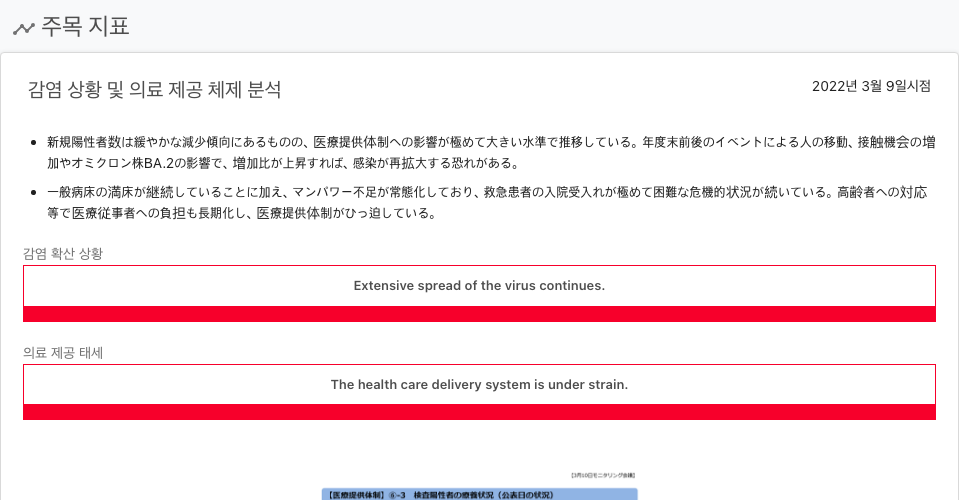 주목 지표
감염 상황 및 의료 제공 체제 분석
2022년 3월 9일시점
新規陽性者数は緩やかな減少傾向にあるものの、医療提供体制への影響が極めて大きい水準で推移している。年度末前後のイベントによる人の移動、接触機会の増
加やオミクロン株BA.2の影響で、増加比が上昇すれば、感染が再拡大する恐れがある。
一般病床の満床が継続していることに加え、マンパワー不足が常態化しており、救急患者の入院受入れが極めて困難な危機的状況が続いている。高齢者への対応
等で医療従事者への負担も長期化し、医療提供体制がひっ迫している。
감염 확산 상황
Extensive spread of the virus continues.
의료 제공 태세
The health care delivery system is under strain.
【3月10日モニタリング会議】
【医療提供体制】⑥-3 検査陽性者の療養状況（公表日の状況）